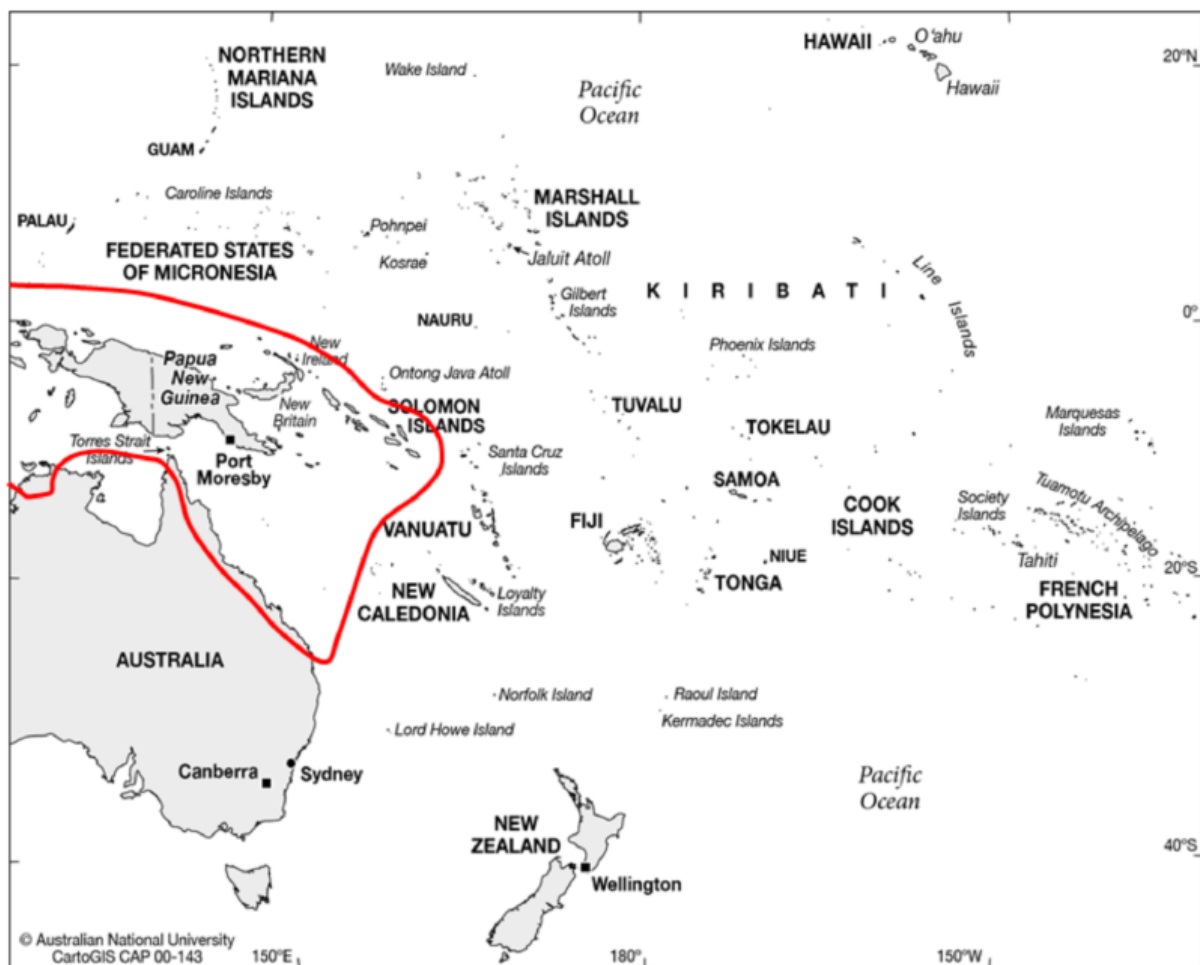 NORTHERN
MARIANA
ISLANDS
Wake Island
Pacific
Ocean
HAWAII
O'ahu
Hawaii
20°N
GUAM
Caroline Islands
PALAU
Pohnpei
MARSHALL
ISLANDS
FEDERATED STATES
OF MICRONESIA
Kosrae
Jaluit Atoll
Gilbert
Islands
KIRIBATI
Line
Islands
NAURU
0°
New
Ireland
Phoenix Islands
Papua
New
Guinea
Ontong Java Atoll
New
Britain
SOLOMON
ISLANDS
TUVALU
TOKELAU
Marquesas
Islands
Torres Strait
Islands
Port
Moresby
Santa Cruz
Islands
SAMOA
COOK
ISLANDS
Society
Islands
Tuamotu Archipelago
VANUATU
FIJI
NIUE
Tahiti
TONGA
20°S
NEW
CALEDONIA
Loyalty
Islands
FRENCH
POLYNESIA
AUSTRALIA
Norfolk Island
Raoul Island
Lord Howe Island
Kermadec Islands
Canberra
Sydney
Pacific
Ocean
NEW
ZEALAND
40°S
Wellington
© Australian National University
CartoGIS CAP 00-143
150°E
180°
150°W